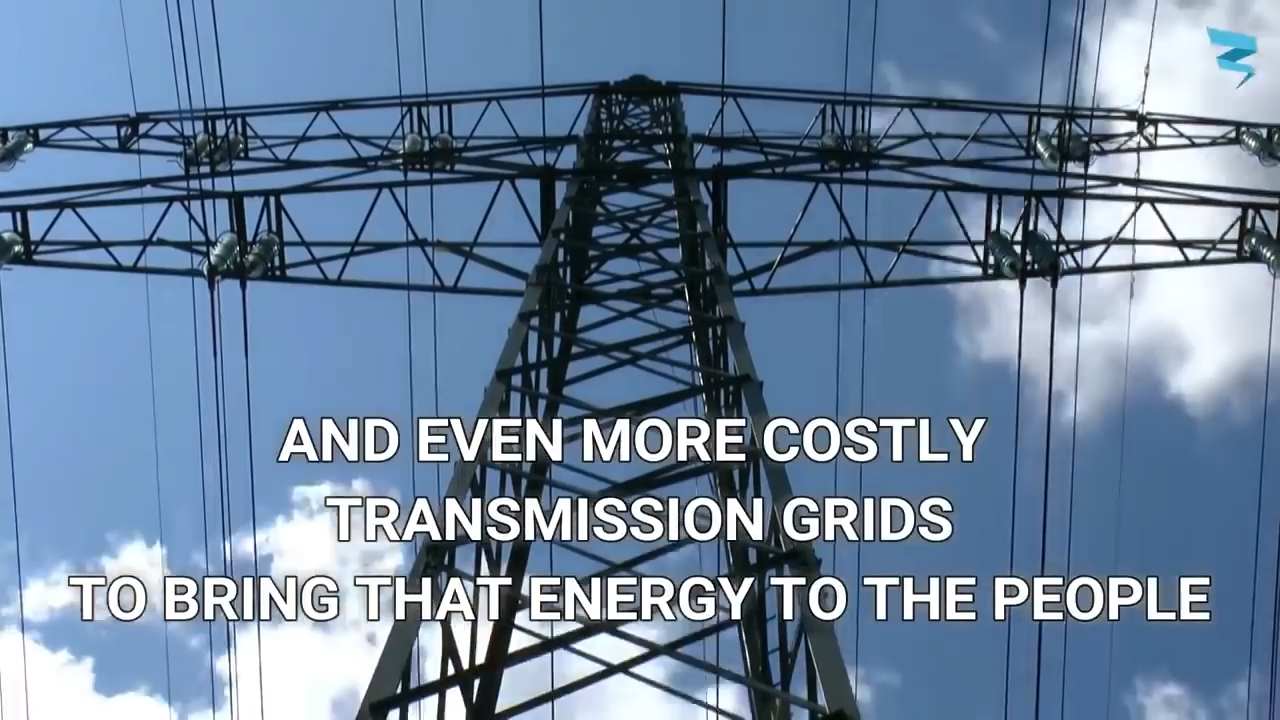 AND EVEN MORE COSTLY
TRANSMISSION GRIDS
TO BRING THAT ENERGY TO THE PEOPLE